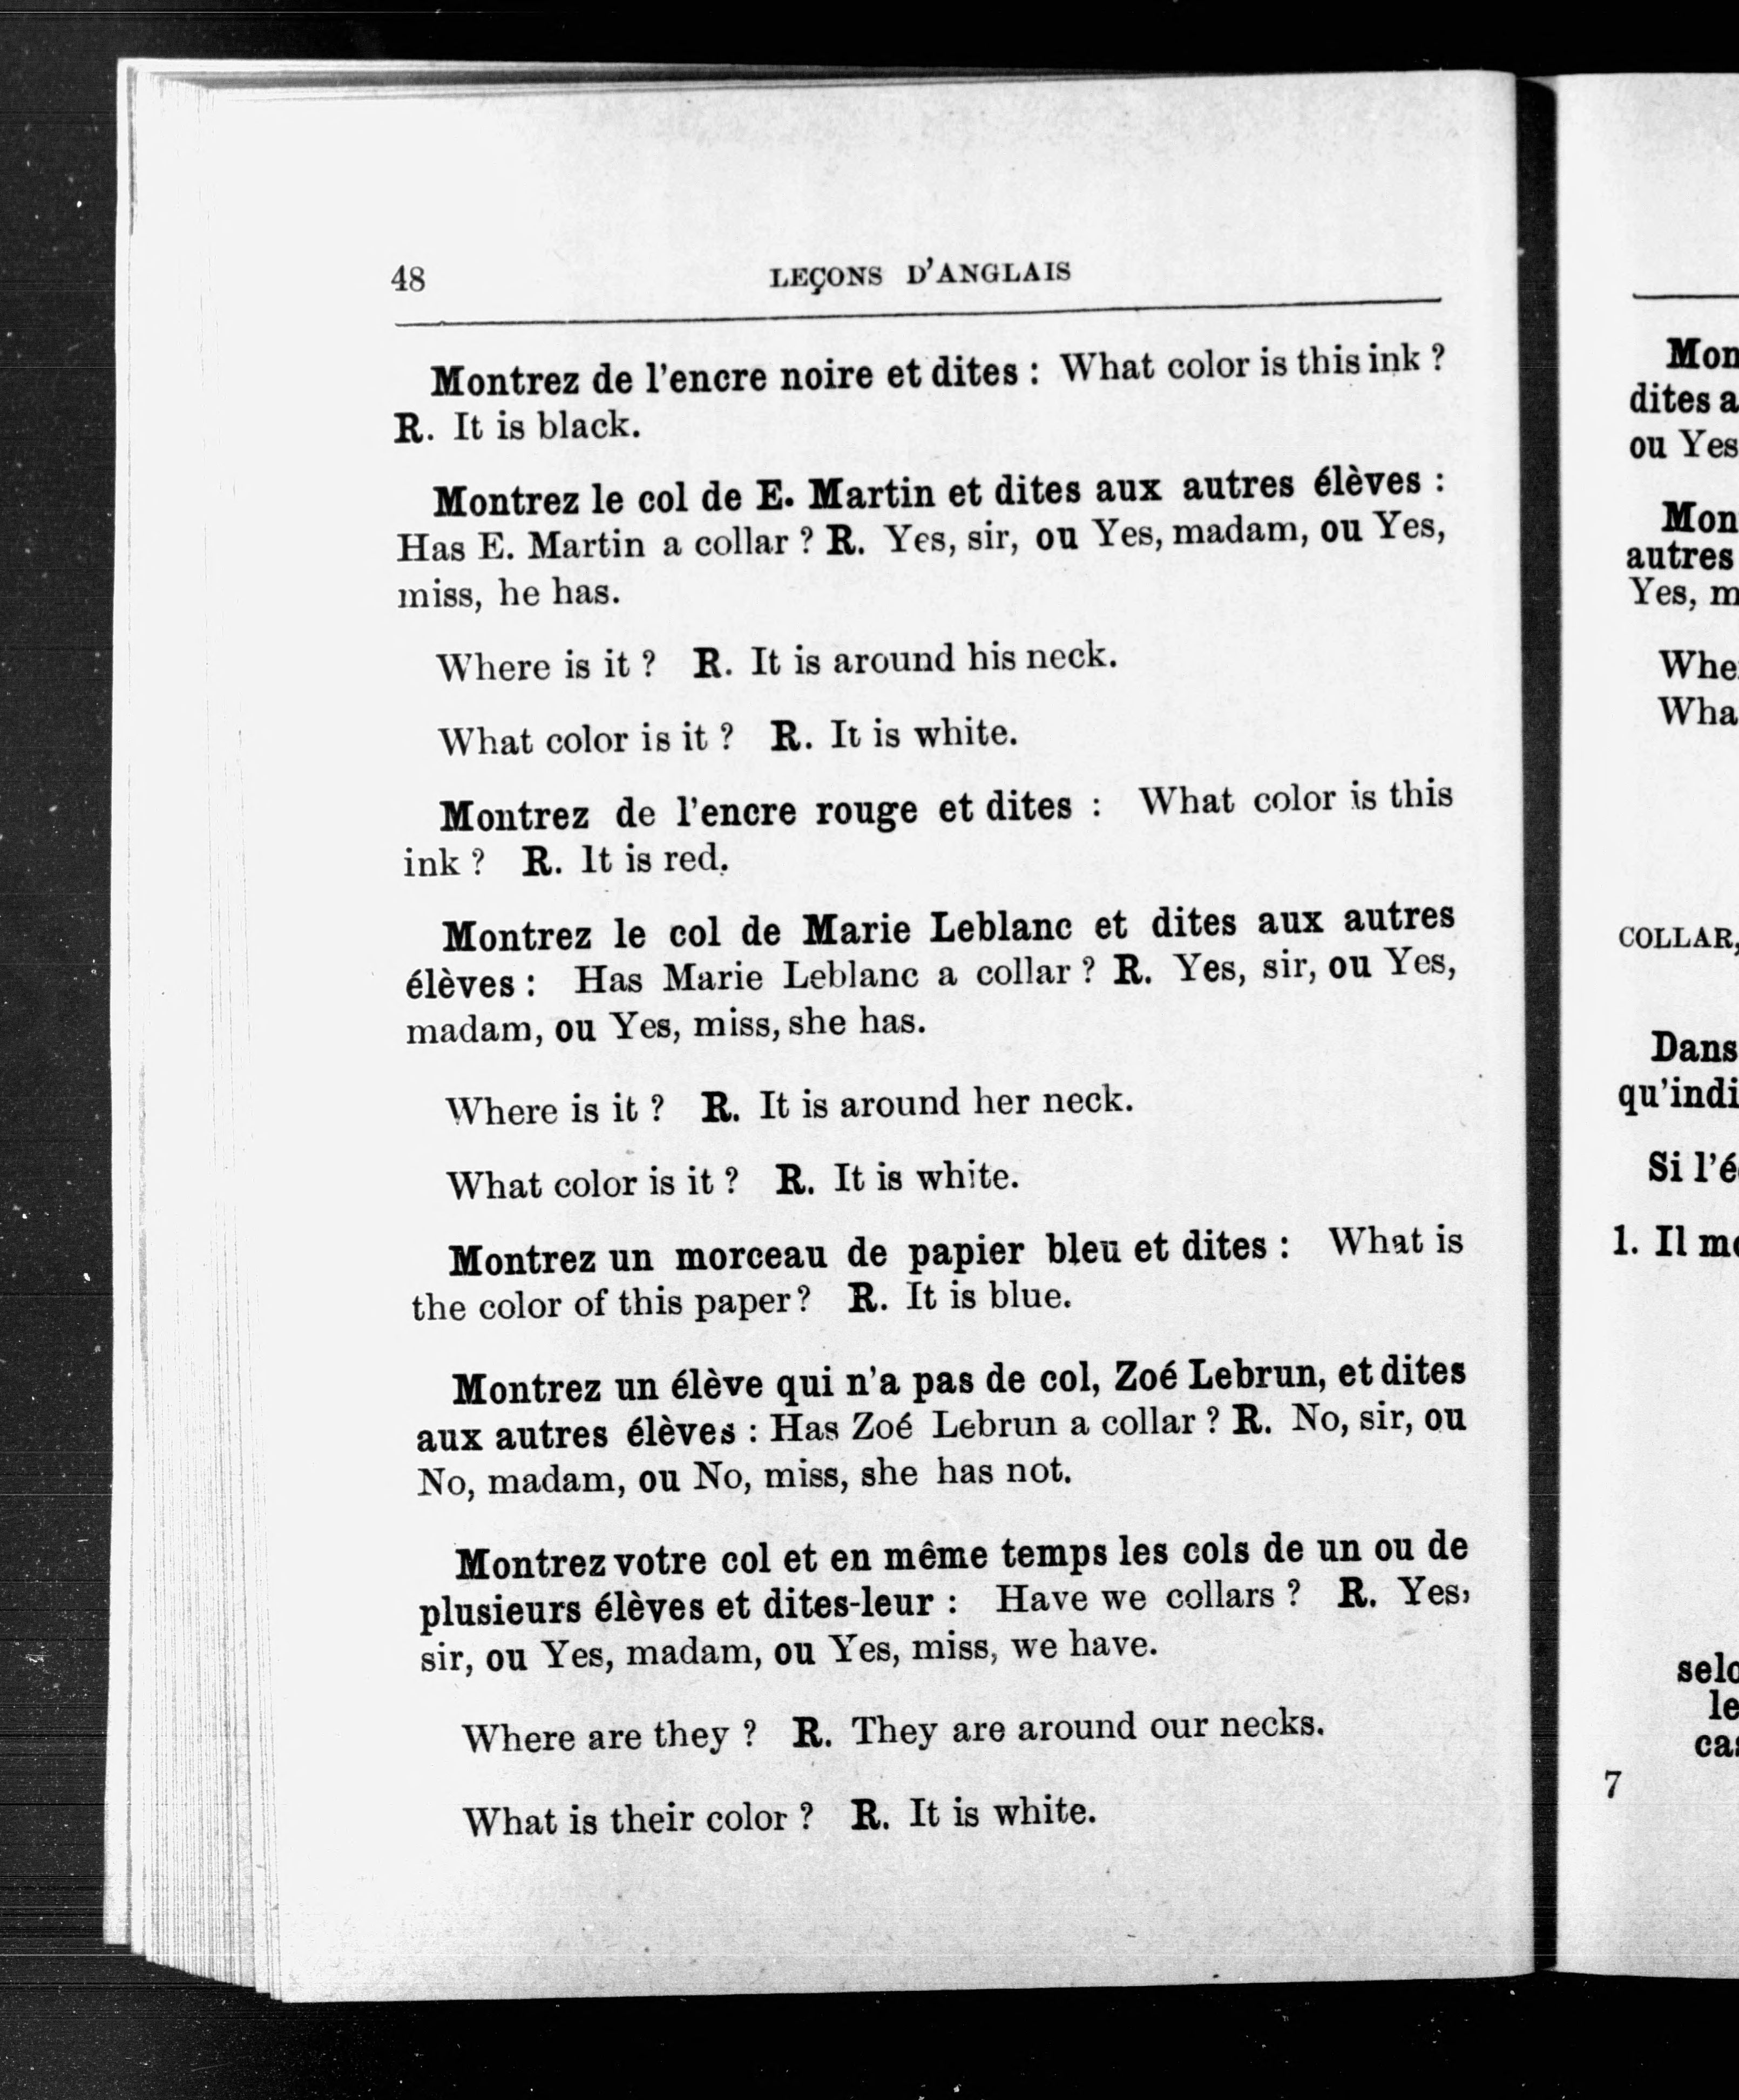 48 LEÇONS D'ANGLAIS
Montrez de l'encre noire et dites : What color is this ink ?
R. It is black.
Montrez le col de E. Martin et dites aux autres élèves :
Has E. Martin a collar ? R. Yes, sir, ou Yes, madam, ou Yes,
miss, he has.
Where is it ? R. It is around his neck.
What color is it ? R. It is white.
Montrez de l'encre rouge et dites : What color is this
ink ? R. It is red.
Montrez le col de Marie Leblanc et dites aux autres
élèves : Has Marie Leblanc a collar ? R. Yes, sir, ou Yes,
madam, ou Yes, miss, she has.
Where is it ? R. It is around her neck.
What color is it ? R. It is white.
Montrez un morceau de papier bleu et dites : What is
the color of this paper ? R. It is blue.
Montrez un élève qui n'a pas de col, Zoé Lebrun, et dites
aux autres élèves : Has Zoé Lebrun a collar ? R. No, sir, ou
No, madam, ou No, miss, she has not.
Montrez votre col et en même temps les cols de un ou de
plusieurs élèves et dites-leur : Have we collars ? R. Yes,
sir, ou Yes, madam, ou Yes, miss, we have.
Where are they ? R. They are around our necks.
What is their color ? R. It is white.
dites
ou Yes
autres
Yes,
COLLAR,
Dans
1. Il
7